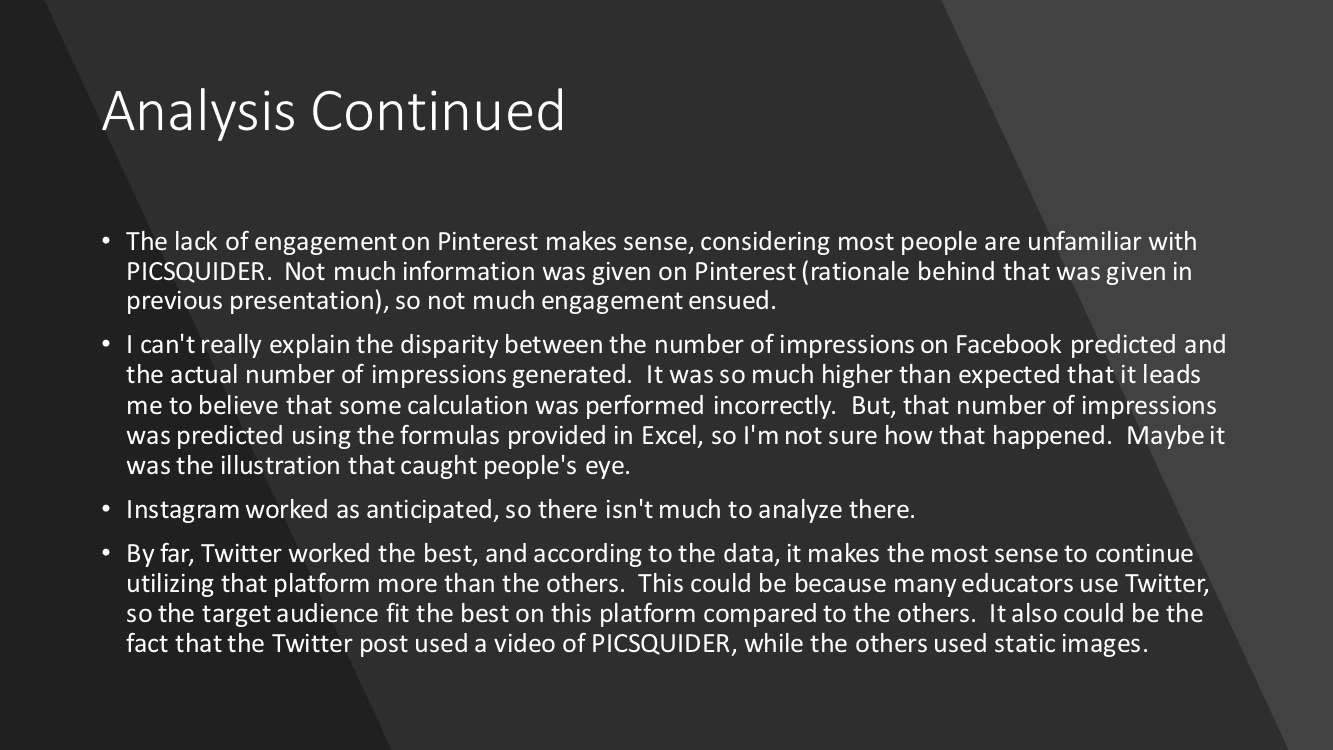 Analysis Continued
• The lack of engagement on Pinterest makes sense, considering most people are unfamiliar with
PICSQUIDER.  Not much information was given on Pinterest (rationale behind that was given in
previous presentation), so not much engagement ensued.
• I can't really explain the disparity between the number of impressions on Facebook predicted and
the actual number of impressions generated.  It was so much higher than expected that it leads
me to believe that some calculation was performed incorrectly.  But, that number of impressions
was predicted using the formulas provided in Excel, so I'm not sure how that happened.  Maybe it
was the illustration that caught people's eye.
• Instagram worked as anticipated, so there isn't much to analyze there.
• By far, Twitter worked the best, and according to the data, it makes the most sense to continue
utilizing that platform more than the others.  This could be because many educators use Twitter,
so the target audience fit the best on this platform compared to the others.  It also could be the
fact that the Twitter post used a video of PICSQUIDER, while the others used static images.